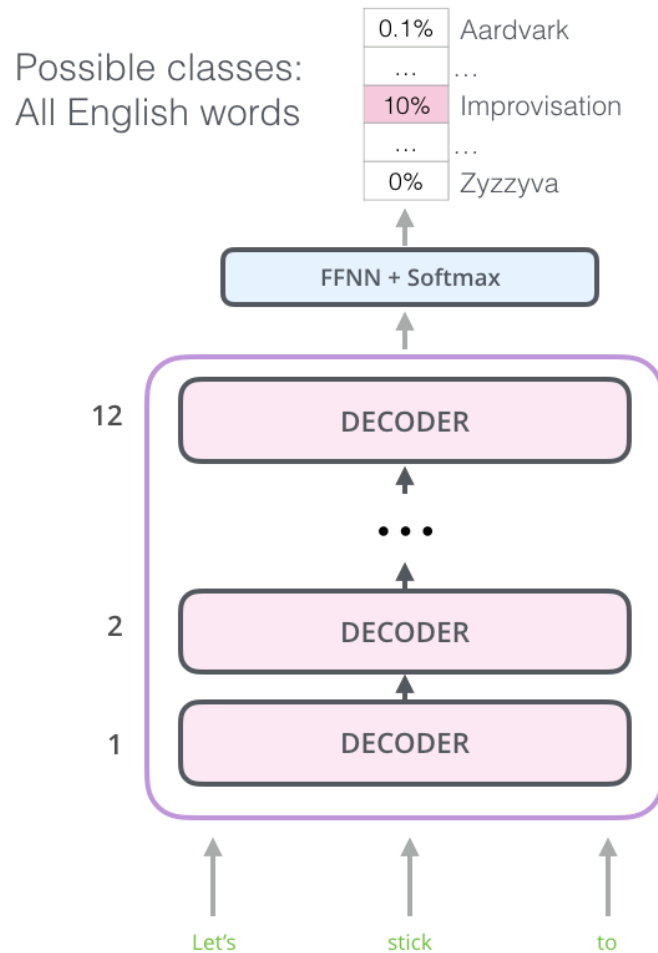 0.1% Aardvark
Possible classes:
... ...
All English words
10% Improvisation
... ...
0% Zyzzyva
FFNN + Softmax
12 DECODER
...
2 DECODER
1 DECODER
Let's stick to